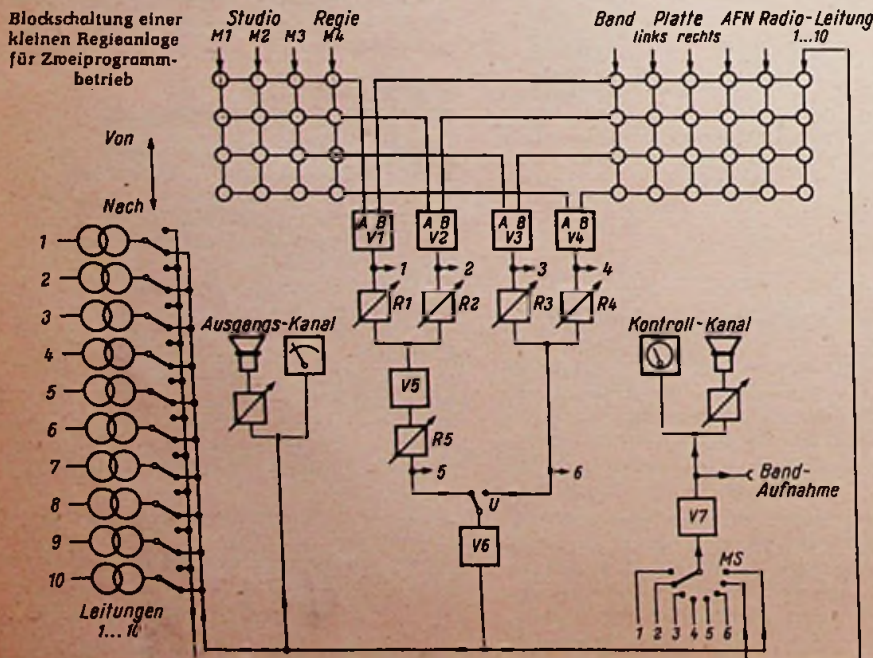 Blockschaltung einer
kleinen Regieanlage
für Zweiprogramm-
betrieb
Studio Regie
M1 M2 M3 M4
Band Platte AFN Radio-Leitung
links rechts 1...10
Von
Nach
1
2
3
4
5
6
7
8
9
10
Leitungen
1...10
A B
V1
A B
V2
A B
V3
A B
V4
1
2
3
4
R1
R2
R3
R4
Ausgangs-Kanal
Kontroll-Kanal
V5
R5
5
6
U
V6
Band-
Aufnahme
V7
MS
1 2 3 4 5 6